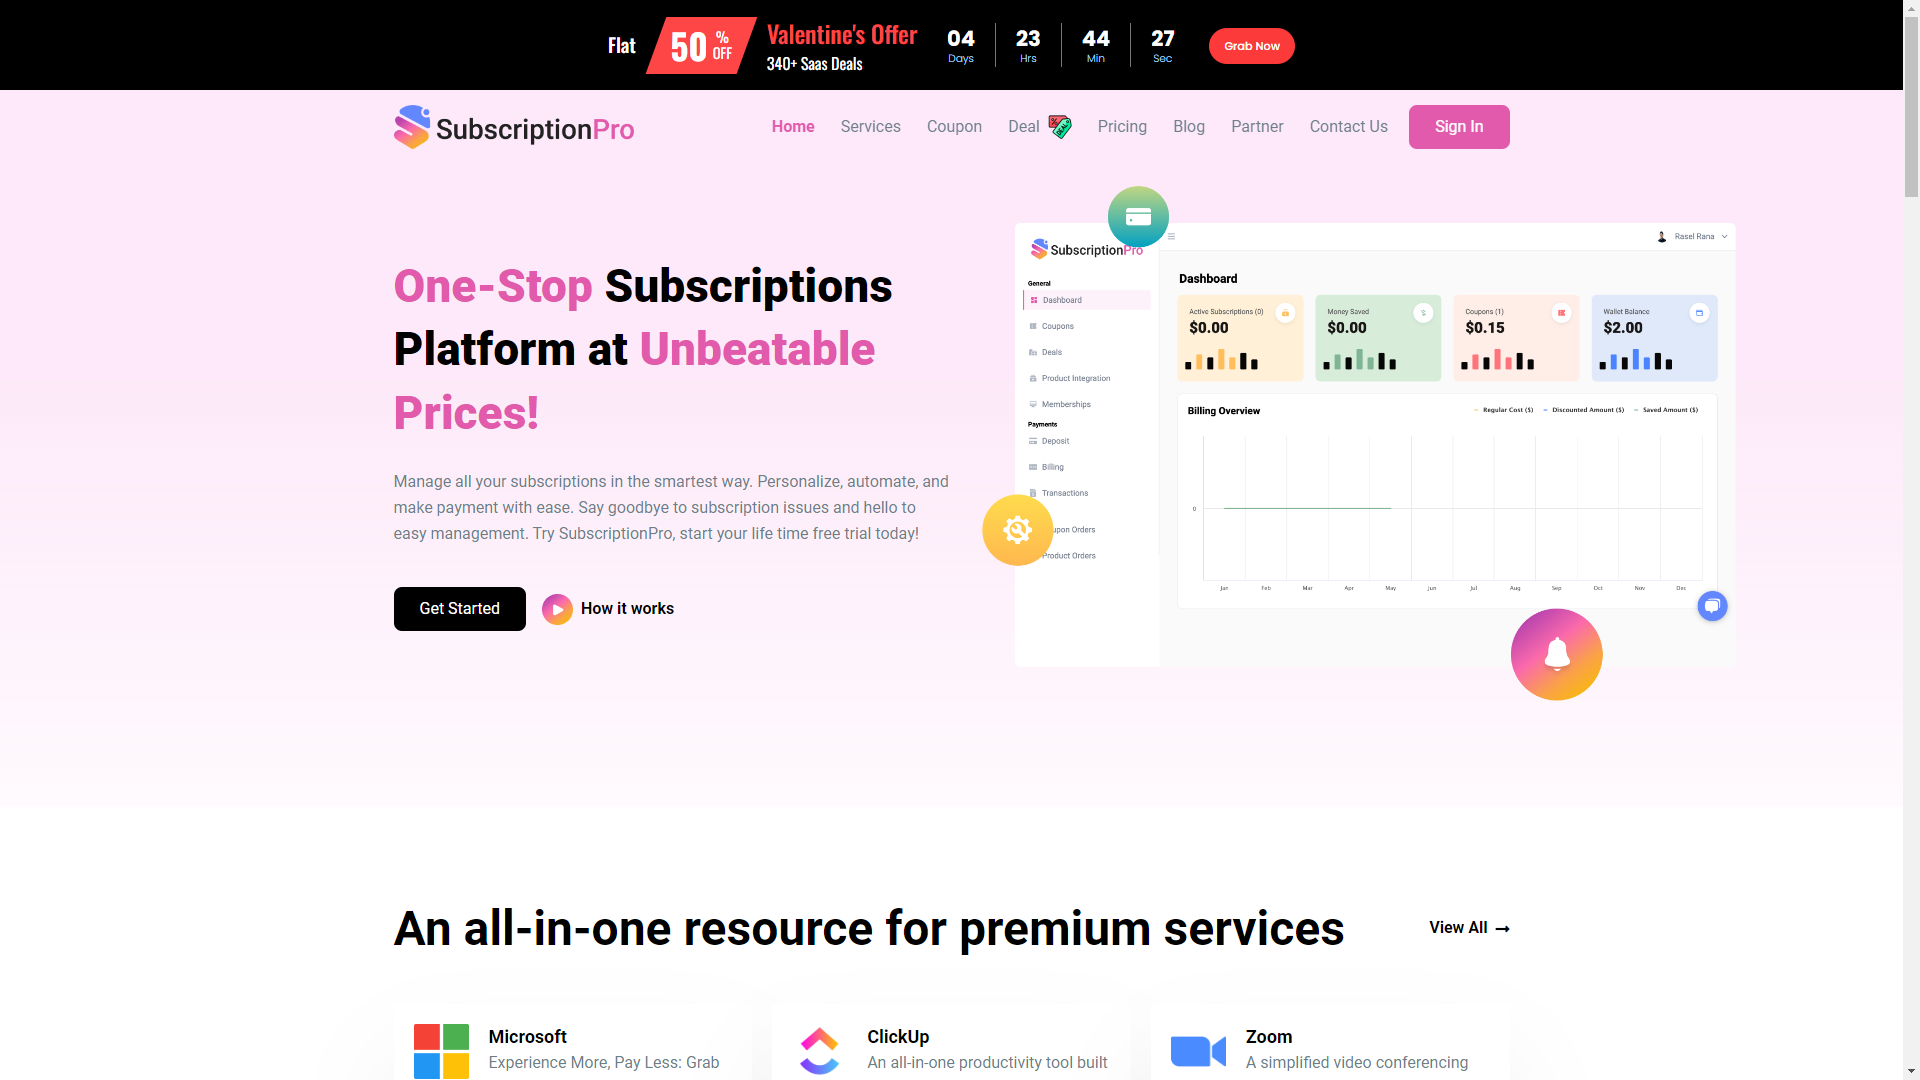 Flat
50 % OFF
Valentine's Offer
340+ Saas Deals
04 Days
23 Hrs
44 Min
27 Sec
Grab Now
SubscriptionPro
Home Services Coupon Deal Pricing Blog Partner Contact Us Sign In
One-Stop Subscriptions
Platform at Unbeatable
Prices!
Manage all your subscriptions in the smartest way. Personalize, automate, and
make payment with ease. Say goodbye to subscription issues and hello to
easy management. Try SubscriptionPro, start your life time free trial today!
Get Started
How it works
SubscriptionPro
Rasel Rana
General
Dashboard
Coupons
Deals
Product Integration
Memberships
Payments
Deposit
Billing
Transactions
Product Orders
Dashboard
Active Subscriptions (0)
$0.00
Money Saved
$0.00
Coupons (1)
$0.15
Wallet Balance
$2.00
Billing Overview
Regular Cost ($) Discounted Amount ($) Saved Amount ($)
0
Jan Feb Mar Apr May Jun Jul Aug Sep Oct Nov Dec
An all-in-one resource for premium services
View All →
Microsoft
Experience More, Pay Less: Grab
ClickUp
An all-in-one productivity tool built
Zoom
A simplified video conferencing